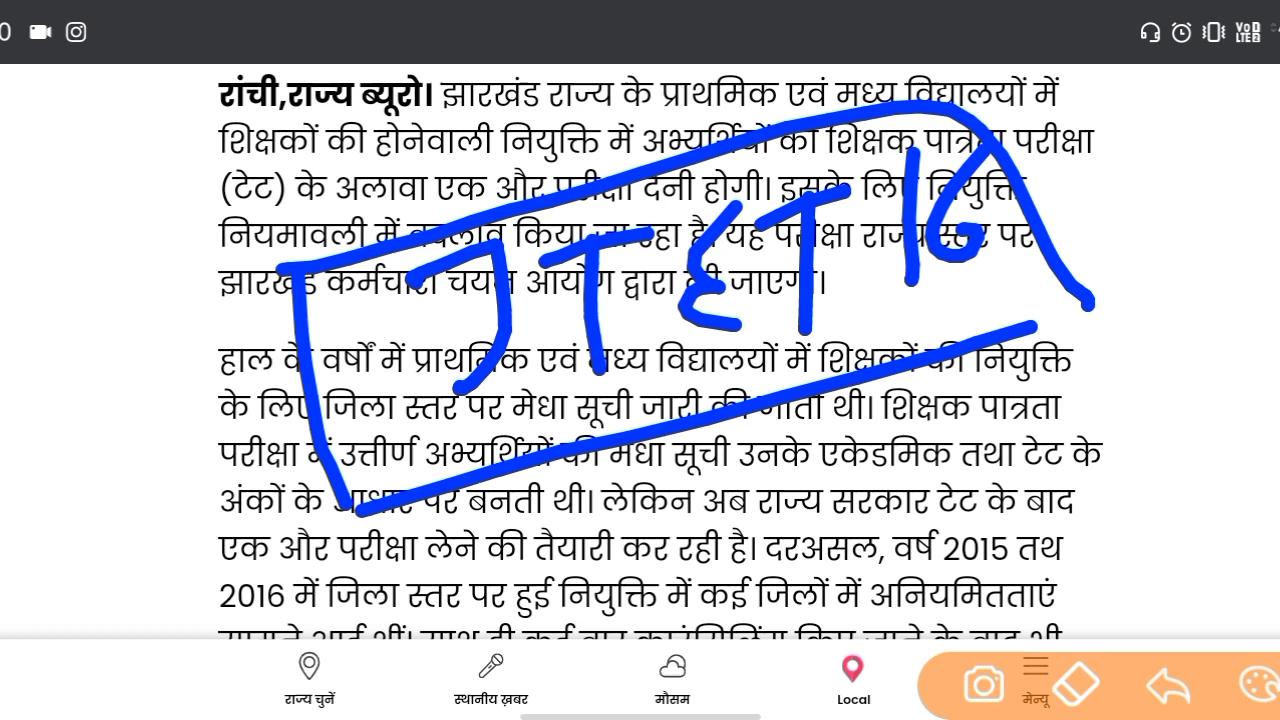 रांची,राज्य ब्यूरो। झारखंड राज्य के प्राथमिक एवं मध्य विद्यालयों में
शिक्षकों की होनेवाली नियुक्ति में अभ्यर्थियों को शिक्षक पात्रता परीक्षा
(टेट) के अलावा एक और परीक्षा देनी होगी। इसके लिए नियुक्ति
नियमावली में बदलाव किया जा रहा है। यह परीक्षा राज्य स्तर पर
झारखंड कर्मचारी चयन आयोग द्वारा ली जाएगी।
JTET 16
हाल के वर्षों में प्राथमिक एवं मध्य विद्यालयों में शिक्षकों की नियुक्ति
के लिए जिला स्तर पर मेधा सूची जारी की जाती थी। शिक्षक पात्रता
परीक्षा में उत्तीर्ण अभ्यर्थियों की मेधा सूची उनके एकेडमिक तथा टेट के
अंकों के आधार पर बनती थी। लेकिन अब राज्य सरकार टेट के बाद
एक और परीक्षा लेने की तैयारी कर रही है। दरअसल, वर्ष 2015 तथ
2016 में जिला स्तर पर हुई नियुक्ति में कई जिलों में अनियमितताएं
राज्य चुनें
स्थानीय ख़बर
मौसम
Local
मेन्यू